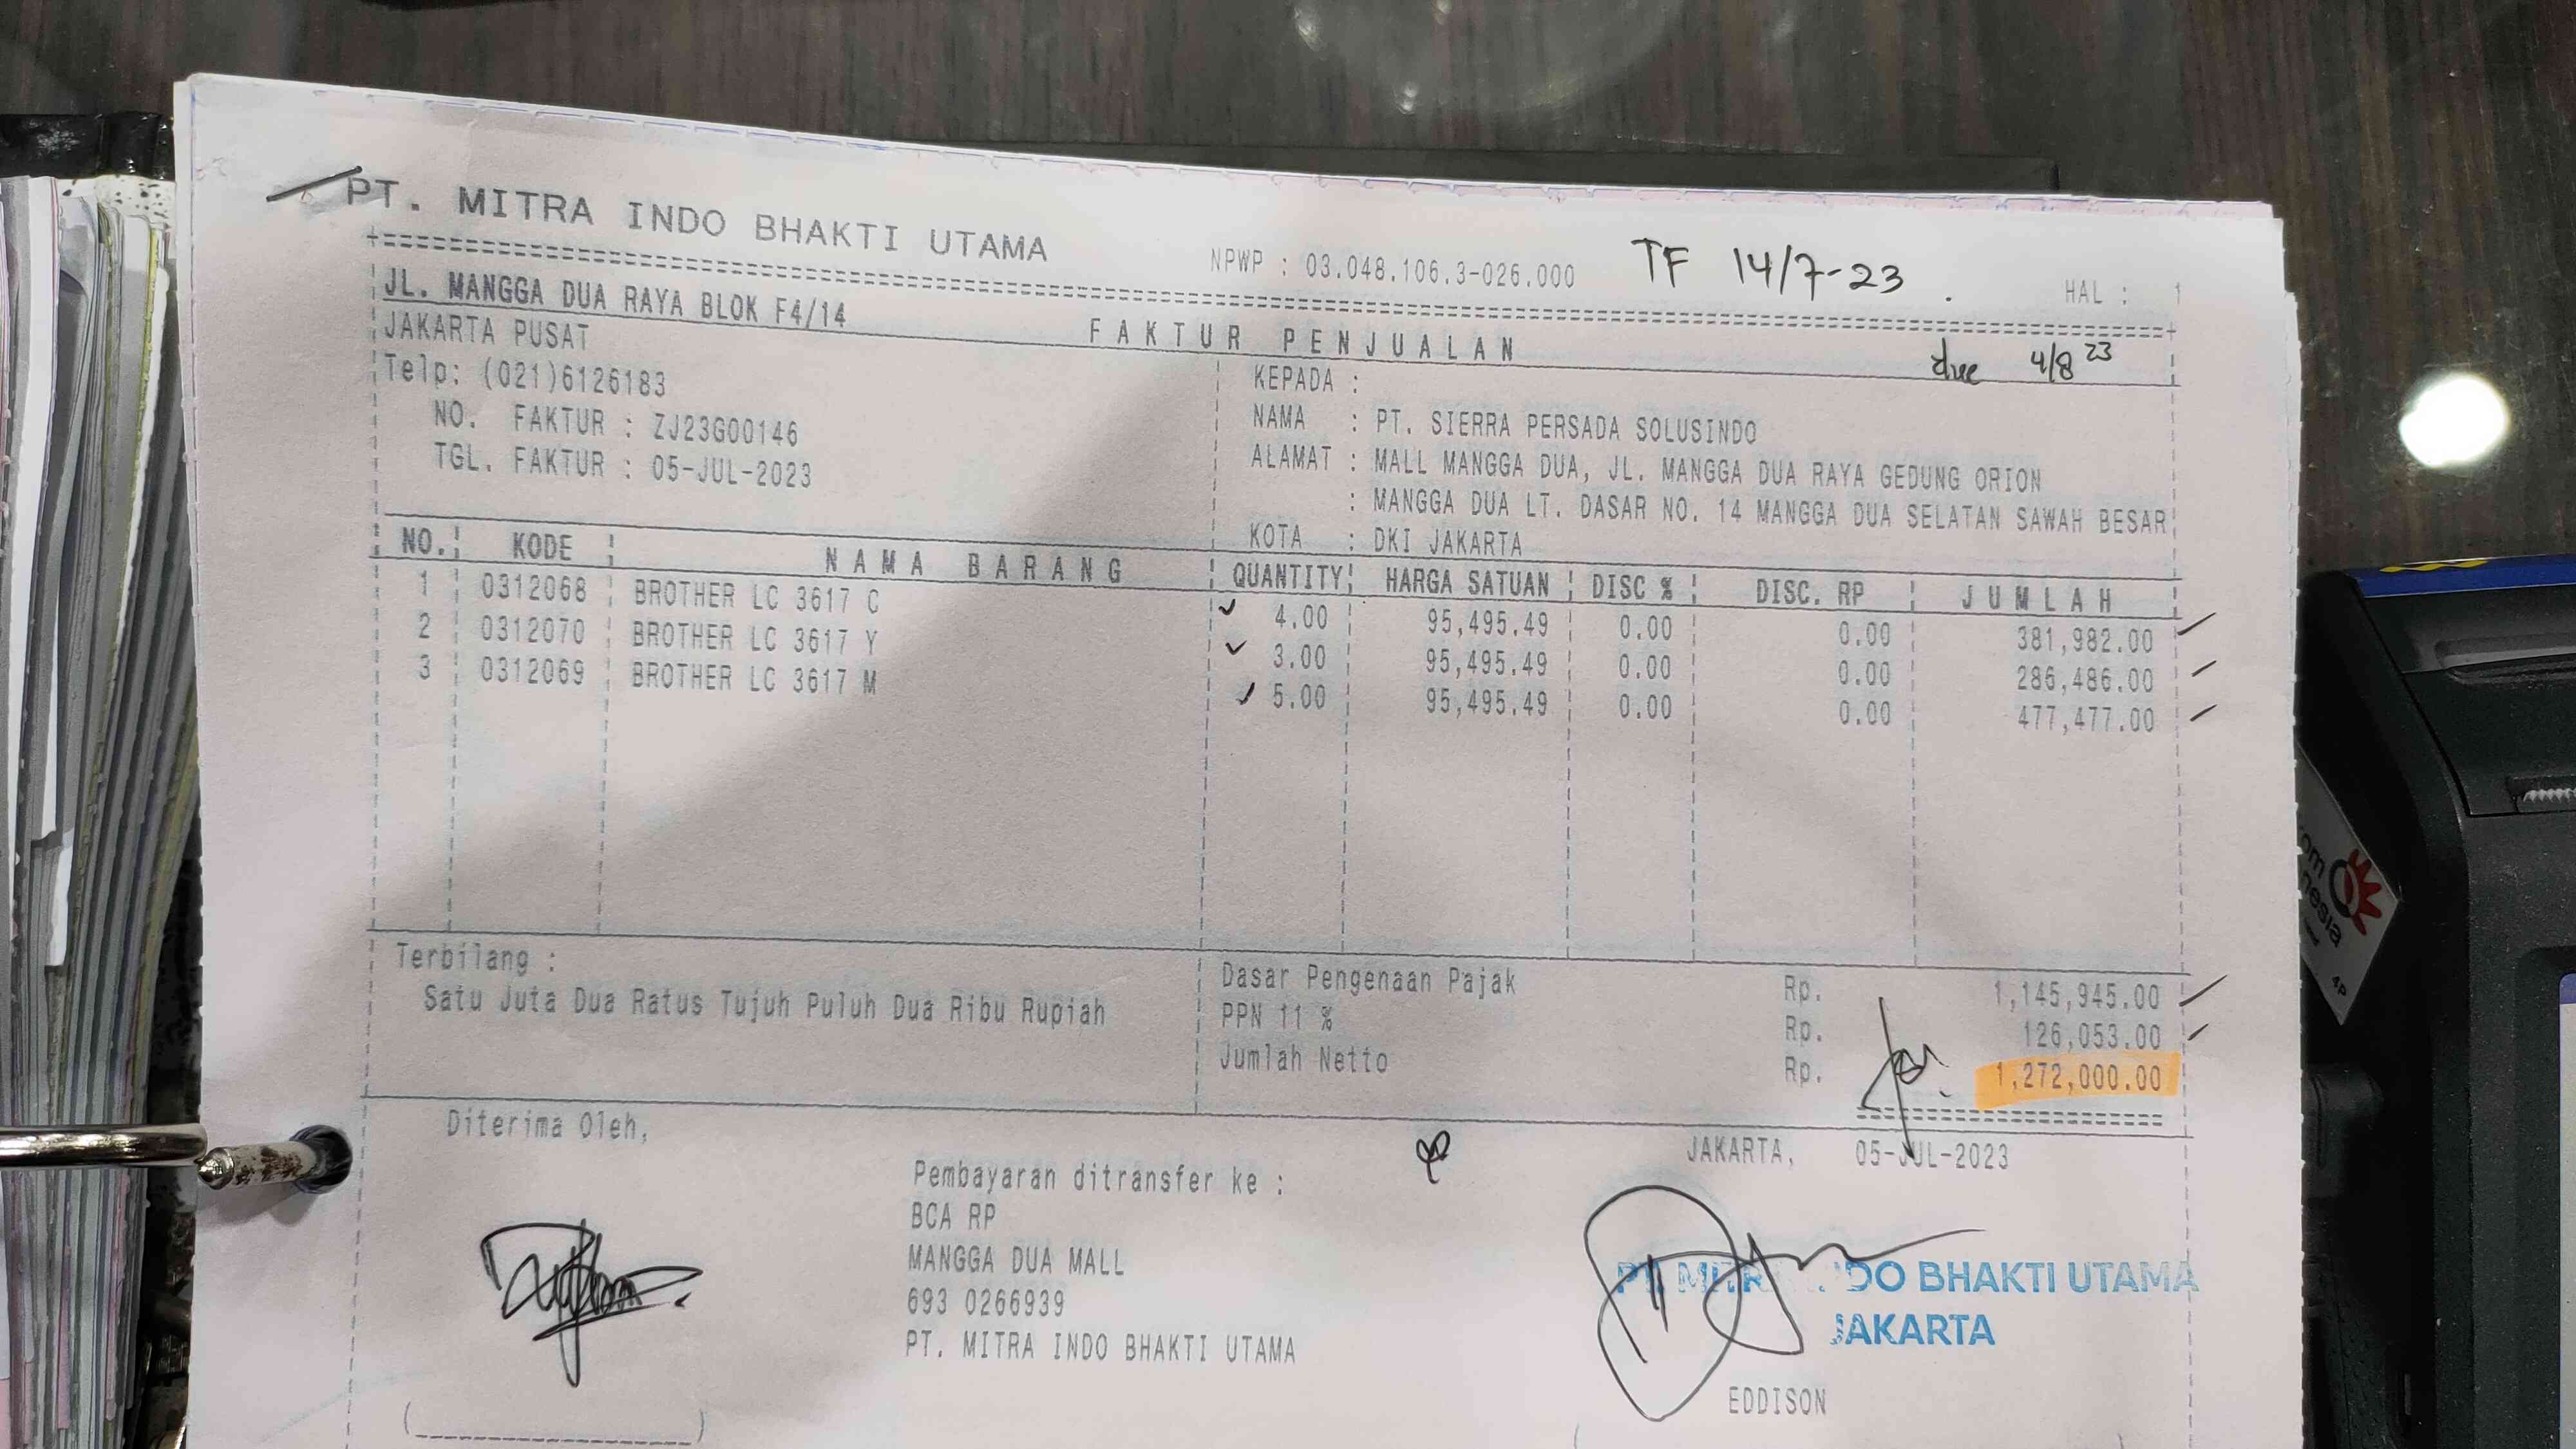 PT. MITRA INDO BHAKTI UTAMA
NPWP : 03.048.106.3-026.000
TF 14/7-23
HAL : 1
JL. MANGGA DUA RAYA BLOK F4/14
JAKARTA PUSAT
Telp: (021)6126183
FAKTUR PENJUALAN
due 4/8 23
NO. FAKTUR : ZJ23G00146
TGL. FAKTUR : 05-JUL-2023
KEPADA :
NAMA : PT. SIERRA PERSADA SOLUSINDO
ALAMAT : MALL MANGGA DUA, JL. MANGGA DUA RAYA GEDUNG ORION
: MANGGA DUA LT. DASAR NO. 14 MANGGA DUA SELATAN SAWAH BESAR
KOTA : DKI JAKARTA
NO. KODE NAMA BARANG QUANTITY HARGA SATUAN DISC % DISC. RP JUMLAH
1 0312068 BROTHER LC 3617 C 4.00 95,495.49 0.00 0.00 381,982.00
2 0312070 BROTHER LC 3617 Y 3.00 95,495.49 0.00 0.00 286,486.00
3 0312069 BROTHER LC 3617 M 5.00 95,495.49 0.00 0.00 477,477.00
Terbilang :
Satu Juta Dua Ratus Tujuh Puluh Dua Ribu Rupiah
Dasar Pengenaan Pajak Rp. 1,145,945.00
PPN 11 % Rp. 126,053.00
Jumlah Netto Rp. 1,272,000.00
Diterima Oleh,
Pembayaran ditransfer ke :
BCA RP
MANGGA DUA MALL
693 0266939
PT. MITRA INDO BHAKTI UTAMA
JAKARTA, 05-JUL-2023
PT. MITRA INDO BHAKTI UTAMA
JAKARTA
EDDISON